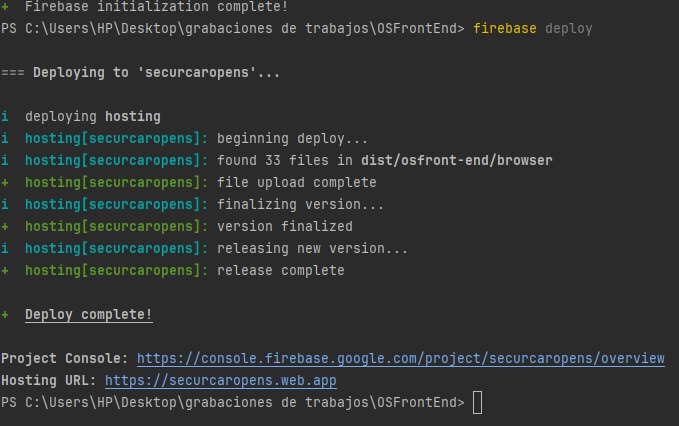 +  Firebase initialization complete!
PS C:\Users\HP\Desktop\grabaciones de trabajos\OSFrontEnd> firebase deploy
=== Deploying to 'securcaropens'...
i  deploying hosting
i  hosting[securcaropens]: beginning deploy...
i  hosting[securcaropens]: found 33 files in dist/osfront-end/browser
+  hosting[securcaropens]: file upload complete
i  hosting[securcaropens]: finalizing version...
+  hosting[securcaropens]: version finalized
i  hosting[securcaropens]: releasing new version...
+  hosting[securcaropens]: release complete
+  Deploy complete!
Project Console: https://console.firebase.google.com/project/securcaropens/overview
Hosting URL: https://securcaropens.web.app
PS C:\Users\HP\Desktop\grabaciones de trabajos\OSFrontEnd>